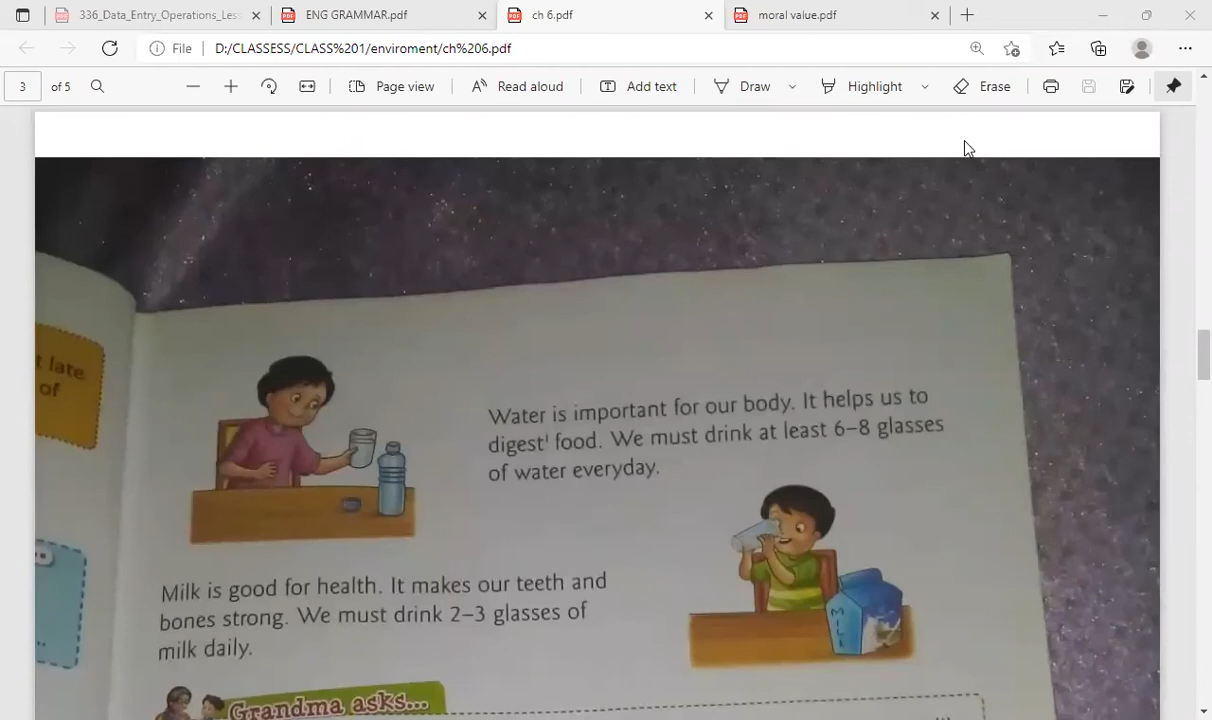 336_Data_Entry_Operations_Les
ENG GRAMMAR.pdf
ch 6.pdf
moral value.pdf
File
D:/CLASSESS/CLASS%201/enviroment/ch%206.pdf
3 of 5
Page view
Read aloud
Add text
Draw
Highlight
Erase
t late
of
Water is important for our body. It helps us to
digest¹ food. We must drink at least 6–8 glasses
of water everyday.
MILK
Milk is good for health. It makes our teeth and
bones strong. We must drink 2–3 glasses of
milk daily.
Grandma asks...